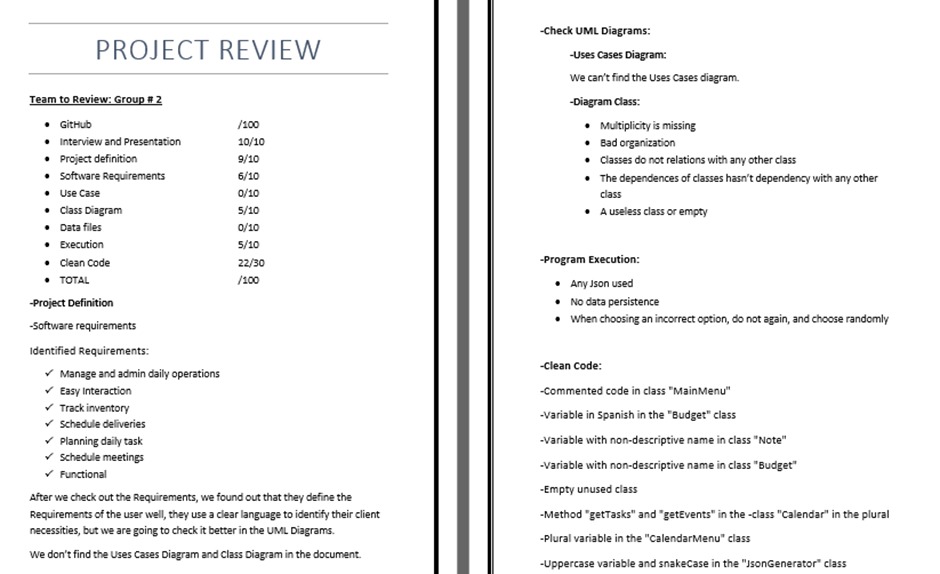 PROJECT REVIEW
Team to Review: Group # 2
• GitHub /100
• Interview and Presentation 10/10
• Project definition 9/10
• Software Requirements 6/10
• Use Case 0/10
• Class Diagram 5/10
• Data files 0/10
• Execution 5/10
• Clean Code 22/30
• TOTAL /100
-Project Definition
-Software requirements
Identified Requirements:
✓ Manage and admin daily operations
✓ Easy Interaction
✓ Track inventory
✓ Schedule deliveries
✓ Planning daily task
✓ Schedule meetings
✓ Functional
After we check out the Requirements, we found out that they define the
Requirements of the user well, they use a clear language to identify their client
necessities, but we are going to check it better in the UML Diagrams.
We don't find the Uses Cases Diagram and Class Diagram in the document.
-Check UML Diagrams:
-Uses Cases Diagram:
We can't find the Uses Cases diagram.
-Diagram Class:
• Multiplicity is missing
• Bad organization
• Classes do not relations with any other class
• The dependences of classes hasn't dependency with any other
class
• A useless class or empty
-Program Execution:
• Any Json used
• No data persistence
• When choosing an incorrect option, do not again, and choose randomly
-Clean Code:
-Commented code in class "MainMenu"
-Variable in Spanish in the "Budget" class
-Variable with non-descriptive name in class "Note"
-Variable with non-descriptive name in class "Budget"
-Empty unused class
-Method "getTasks" and "getEvents" in the -class "Calendar" in the plural
-Plural variable in the "CalendarMenu" class
-Uppercase variable and snakeCase in the "JsonGenerator" class